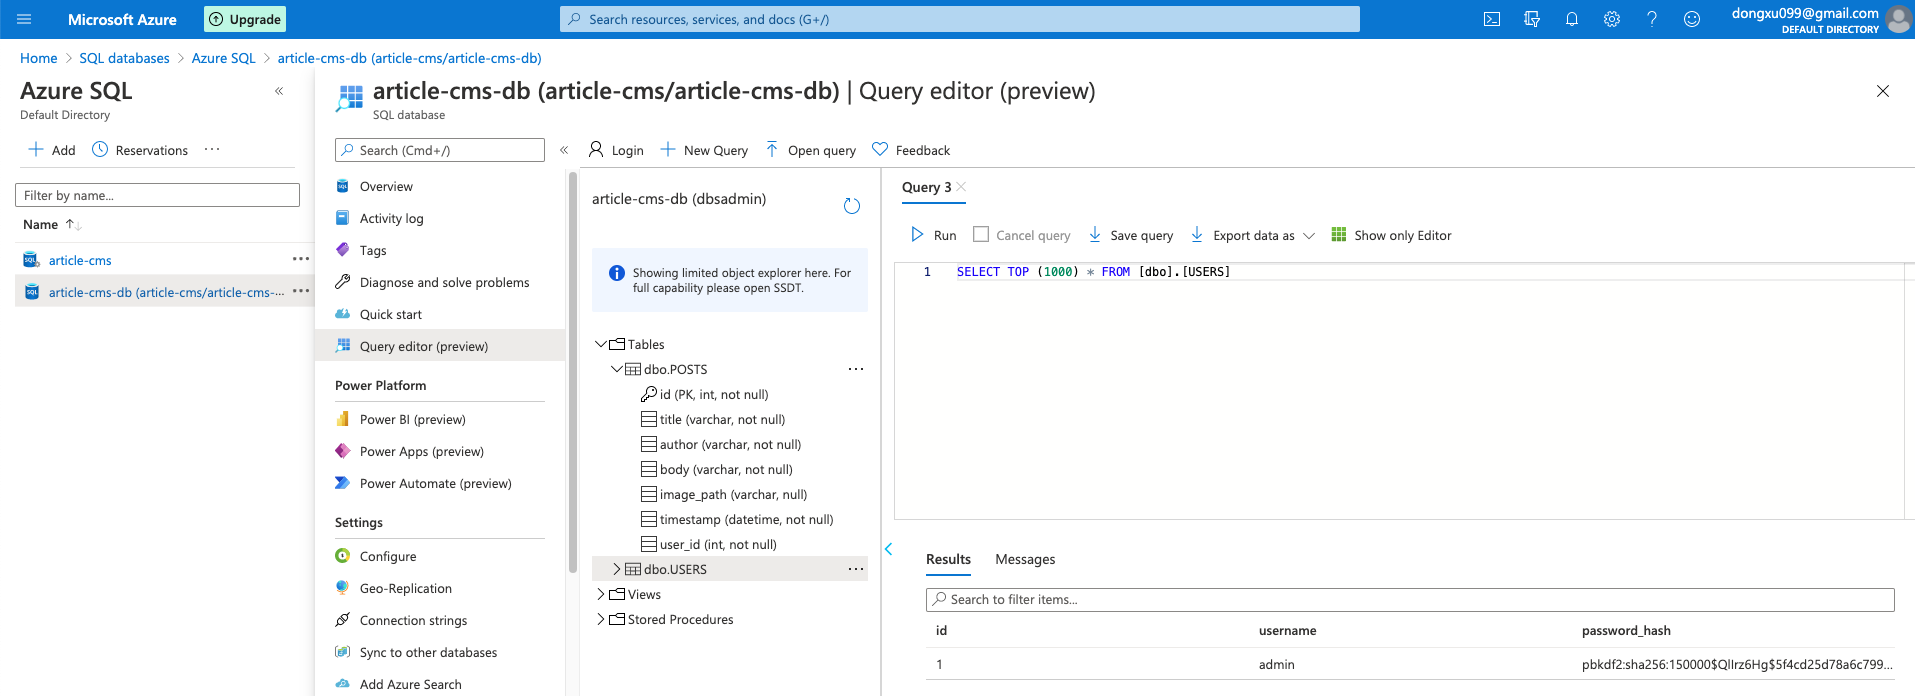 Microsoft Azure
Upgrade
Search resources, services, and docs (G+/)
dongxu099@gmail.com
DEFAULT DIRECTORY
Home > SQL databases > Azure SQL > article-cms-db (article-cms/article-cms-db)
Azure SQL
Default Directory
Add
Reservations
Filter by name...
Name
article-cms
article-cms-db (article-cms/article-cms-...
article-cms-db (article-cms/article-cms-db) | Query editor (preview)
SQL database
Search (Cmd+/)
Overview
Activity log
Tags
Diagnose and solve problems
Quick start
Query editor (preview)
Power Platform
Power BI (preview)
Power Apps (preview)
Power Automate (preview)
Settings
Configure
Geo-Replication
Connection strings
Sync to other databases
Add Azure Search
Login
New Query
Open query
Feedback
article-cms-db (dbsadmin)
Showing limited object explorer here. For
full capability please open SSDT.
Tables
dbo.POSTS
id (PK, int, not null)
title (varchar, not null)
author (varchar, not null)
body (varchar, not null)
image_path (varchar, null)
timestamp (datetime, not null)
user_id (int, not null)
dbo.USERS
Views
Stored Procedures
Query 3
Run
Cancel query
Save query
Export data as
Show only Editor
1 SELECT TOP (1000) * FROM [dbo].[USERS]
Results
Messages
Search to filter items...
id username password_hash
1 admin pbkdf2:sha256:150000$QlIrz6Hg$5f4cd25d78a6c799...